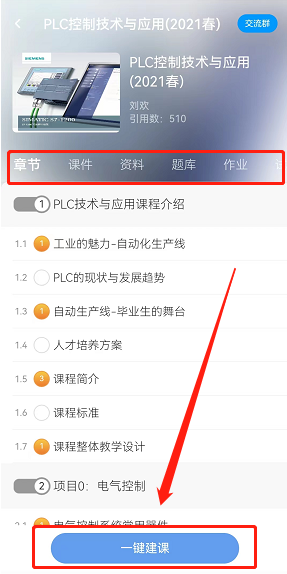 PLC控制技术与应用(2021春)
交流群
SIEMENS
SIMATIC S7-1200
PLC控制技术与应用
(2021春)
刘欢
引用数：510
章节 课件 资料 题库 作业
1 PLC技术与应用课程介绍
1.1 1 工业的魅力-自动化生产线
1.2 PLC的现状与发展趋势
1.3 1 自动生产线-毕业生的舞台
1.4 人才培养方案
1.5 3 课程简介
1.6 课程标准
1.7 1 课程整体教学设计
2 项目0：电气控制
2.1 电气控制系统常用器件
一键建课